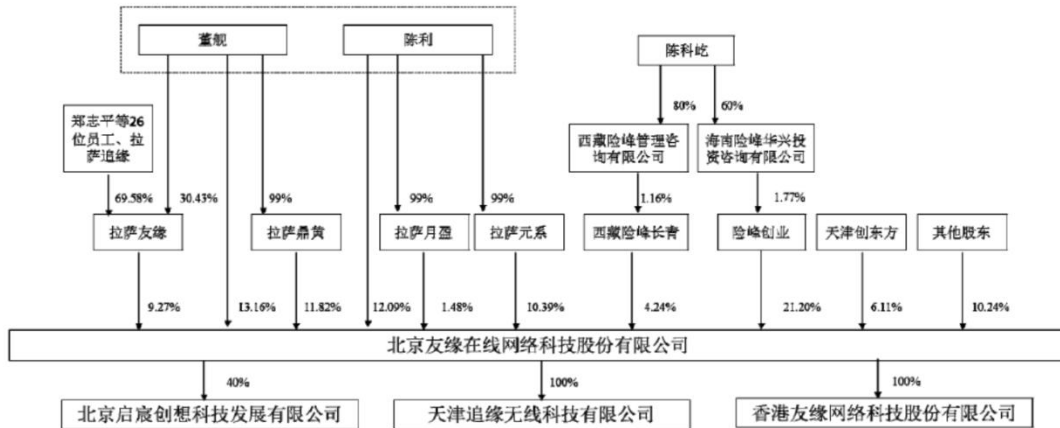 董舰
陈利
陈科屹
80%
60%
郑志平等26
位员工、拉
萨追缘
西藏险峰管理咨
询有限公司
海南险峰华兴投
资咨询有限公司
69.58%
30.43%
99%
99%
99%
1.16%
1.77%
拉萨友缘
拉萨鼎黄
拉萨月盈
拉萨元系
西藏险峰长青
险峰创业
天津创东方
其他股东
9.27%
13.16%
11.82%
12.09%
1.48%
10.39%
4.24%
21.20%
6.11%
10.24%
北京友缘在线网络科技股份有限公司
40%
100%
100%
北京启宸创想科技发展有限公司
天津追缘无线科技有限公司
香港友缘网络科技股份有限公司